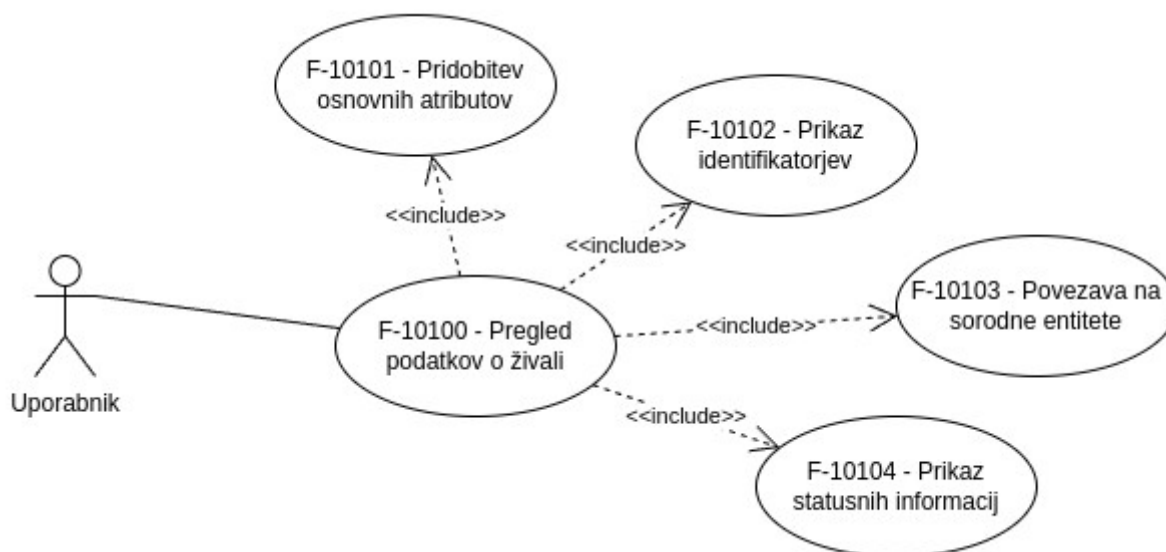 F-10101 - Pridobitev
osnovnih atributov
F-10102 - Prikaz
identifikatorjev
<<include>>
<<include>>
F-10103 - Povezava na
sorodne entitete
<<include>>
F-10100 - Pregled
podatkov o živali
Uporabnik
<<include>>
F-10104 - Prikaz
statusnih informacij